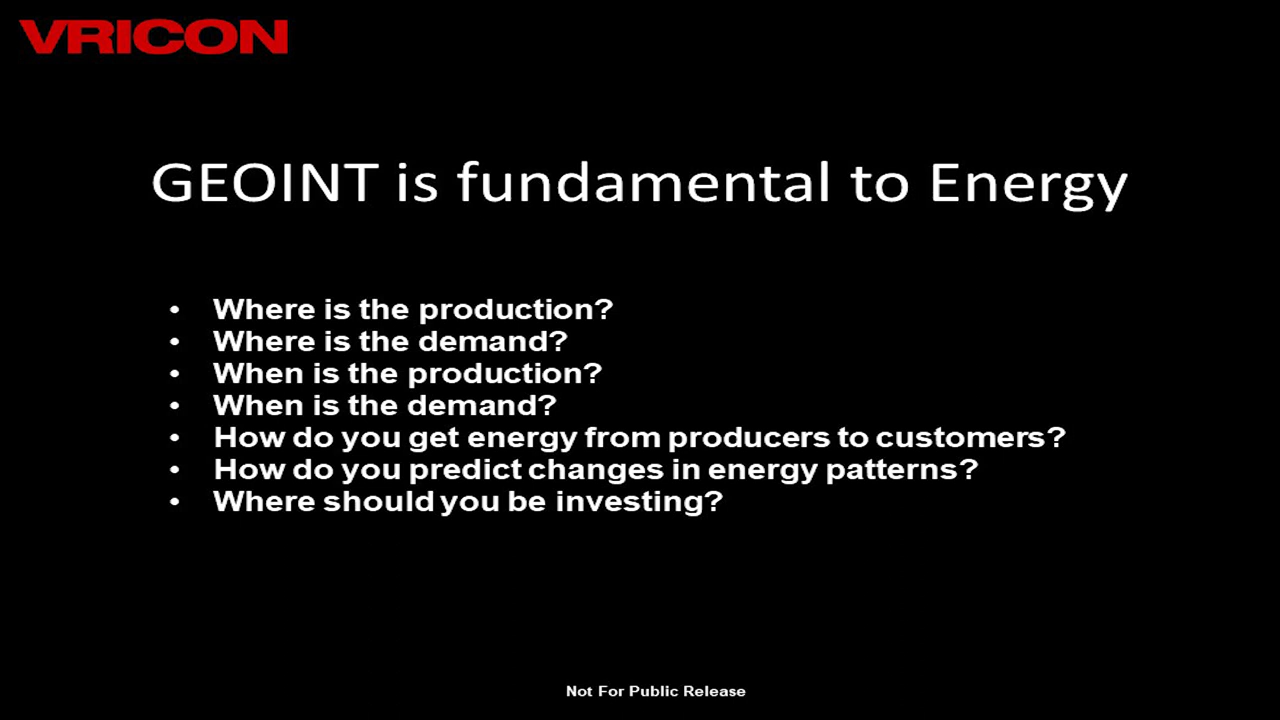 VRICON
GEOINT is fundamental to Energy
• Where is the production?
• Where is the demand?
• When is the production?
• When is the demand?
• How do you get energy from producers to customers?
• How do you predict changes in energy patterns?
• Where should you be investing?
Not For Public Release